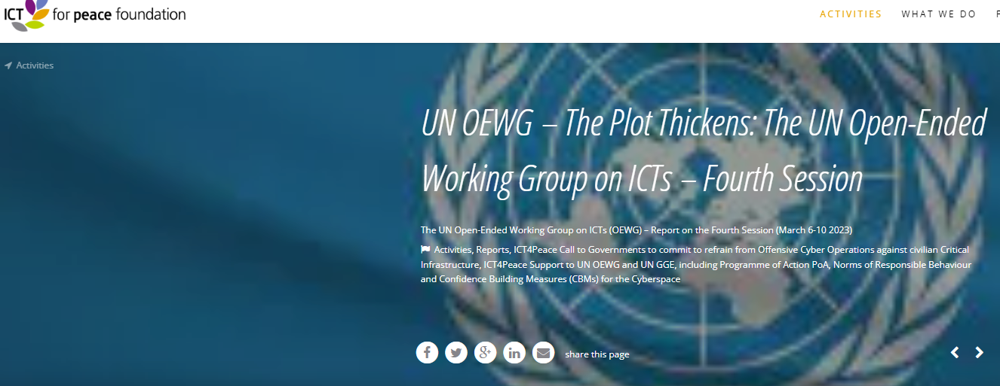 ICT for peace foundation
ACTIVITIES WHAT WE DO
Activities
UN OEWG – The Plot Thickens: The UN Open-Ended
Working Group on ICTs – Fourth Session
The UN Open-Ended Working Group on ICTs (OEWG) – Report on the Fourth Session (March 6-10 2023)
Activities, Reports, ICT4Peace Call to Governments to commit to refrain from Offensive Cyber Operations against civilian Critical
Infrastructure, ICT4Peace Support to UN OEWG and UN GGE, including Programme of Action PoA, Norms of Responsible Behaviour
and Confidence Building Measures (CBMs) for the Cyberspace
share this page